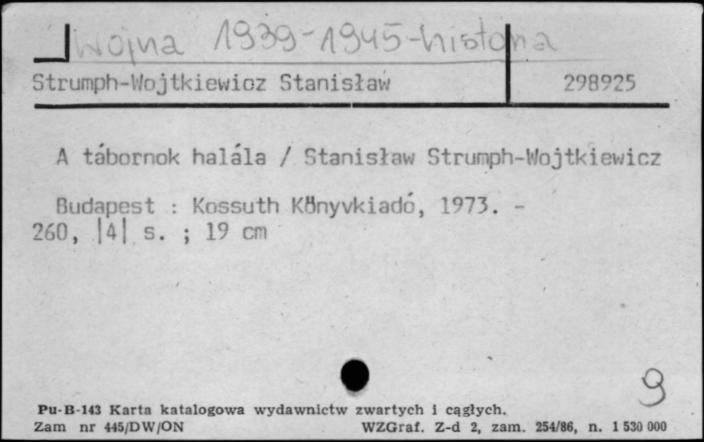 Wojna 1939-1945-historia
Strumph-Wojtkiewicz Stanisław 298925
A tábornok halála / Stanisław Strumph-Wojtkiewicz
Budapest : Kossuth Könyvkiadó, 1973. -
260, |4| s. ; 19 cm
9
Pu-B-143 Karta katalogowa wydawnictw zwartych i cągłych.
Zam nr 445/DW/ON WZGraf. Z-d 2, zam. 254/86, n. 1 530 000